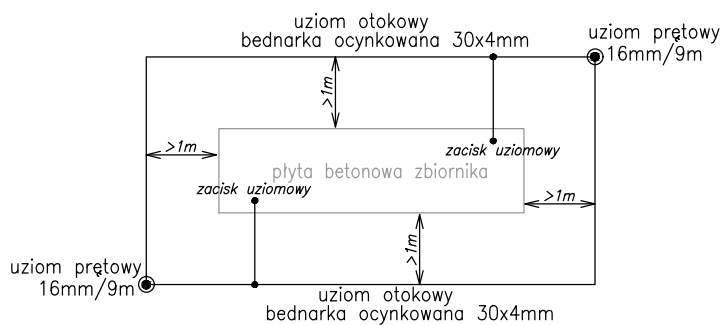 uziom otokowy
bednarka ocynkowana 30x4mm
uziom prętowy
16mm/9m
>1m
>1m
zacisk uziomowy
płyta betonowa zbiornika
zacisk uziomowy
>1m
>1m
uziom prętowy
16mm/9m
uziom otokowy
bednarka ocynkowana 30x4mm